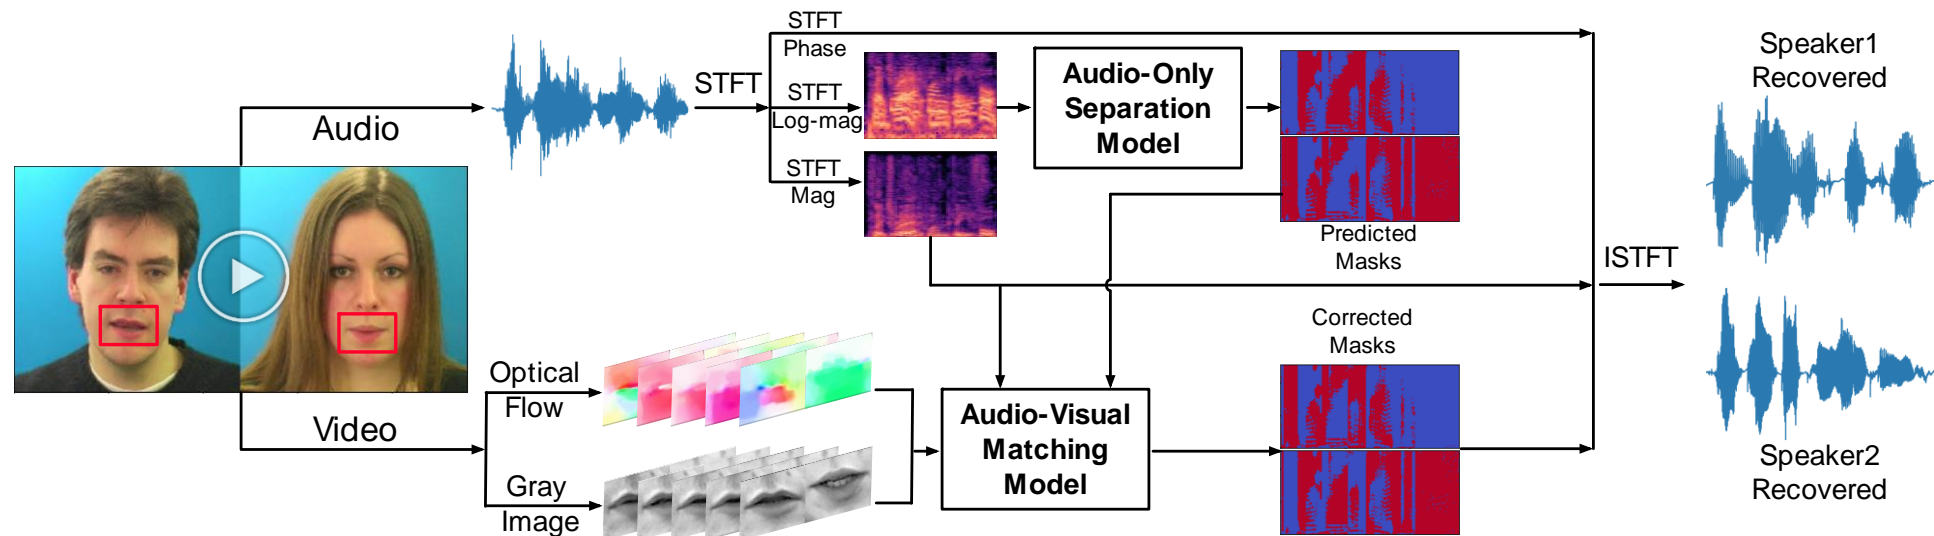 Audio
Video
STFT
STFT
Phase
STFT
Log-mag
STFT
Mag
Audio-Only
Separation
Model
Predicted
Masks
Optical
Flow
Gray
Image
Audio-Visual
Matching
Model
Corrected
Masks
ISTFT
Speaker1
Recovered
Speaker2
Recovered